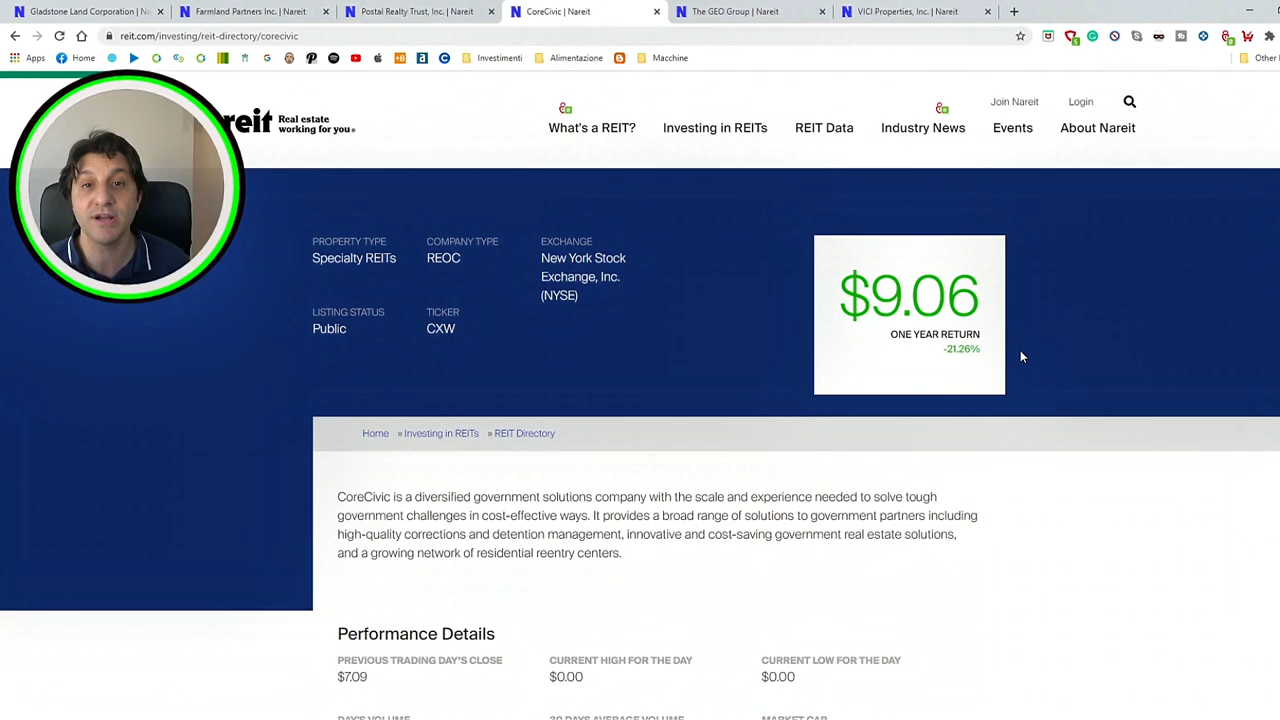 Gladstone Land Corporation | Na
Farmland Partners Inc. | Nareit
Postal Realty Trust, Inc. | Nareit
CoreCivic | Nareit
The GEO Group | Nareit
VICI Properties, Inc. | Nareit
reit.com/investing/reit-directory/corecivic
Apps
Home
Investimenti
Alimentazione
Macchine
Other
Join Nareit
Login
reit
Real estate
working for you®
What's a REIT?
Investing in REITs
REIT Data
Industry News
Events
About Nareit
PROPERTY TYPE
Specialty REITs
COMPANY TYPE
REOC
EXCHANGE
New York Stock
Exchange, Inc.
(NYSE)
LISTING STATUS
Public
TICKER
CXW
$9.06
ONE YEAR RETURN
-21.26%
Home » Investing in REITs » REIT Directory
CoreCivic is a diversified government solutions company with the scale and experience needed to solve tough
government challenges in cost-effective ways. It provides a broad range of solutions to government partners including
high-quality corrections and detention management, innovative and cost-saving government real estate solutions,
and a growing network of residential reentry centers.
Performance Details
PREVIOUS TRADING DAY'S CLOSE
$7.09
CURRENT HIGH FOR THE DAY
$0.00
CURRENT LOW FOR THE DAY
$0.00
DAY'S VOLUME
30 DAYS AVERAGE VOLUME
MARKET CAP